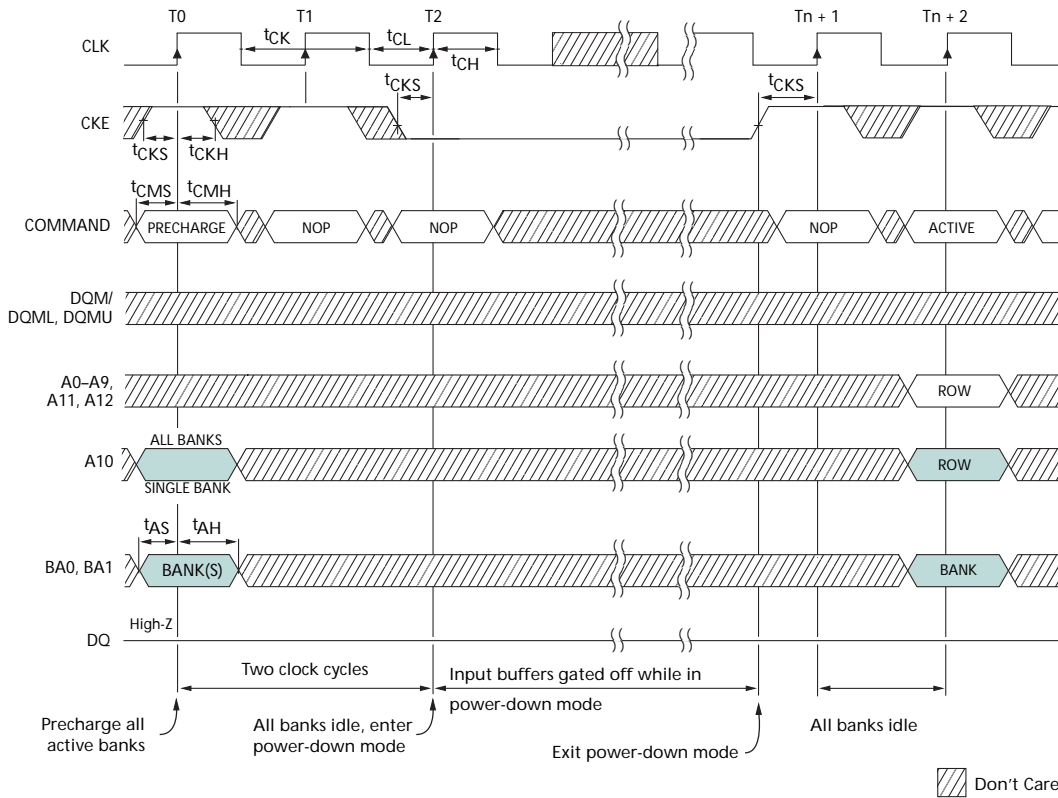 T0 T1 T2 Tn + 1 Tn + 2
CLK
tCK tCL
tCH
tCKS tCKS
CKE
tCKS tCKH
tCMS tCMH
COMMAND PRECHARGE NOP NOP NOP ACTIVE
DQM/
DQML, DQMU
A0–A9,
A11, A12
ROW
ALL BANKS
A10 ROW
SINGLE BANK
tAS tAH
BA0, BA1 BANK(S) BANK
High-Z
DQ
Two clock cycles
Input buffers gated off while in
power-down mode
Precharge all
active banks
All banks idle, enter
power-down mode
Exit power-down mode
All banks idle
Don't Care